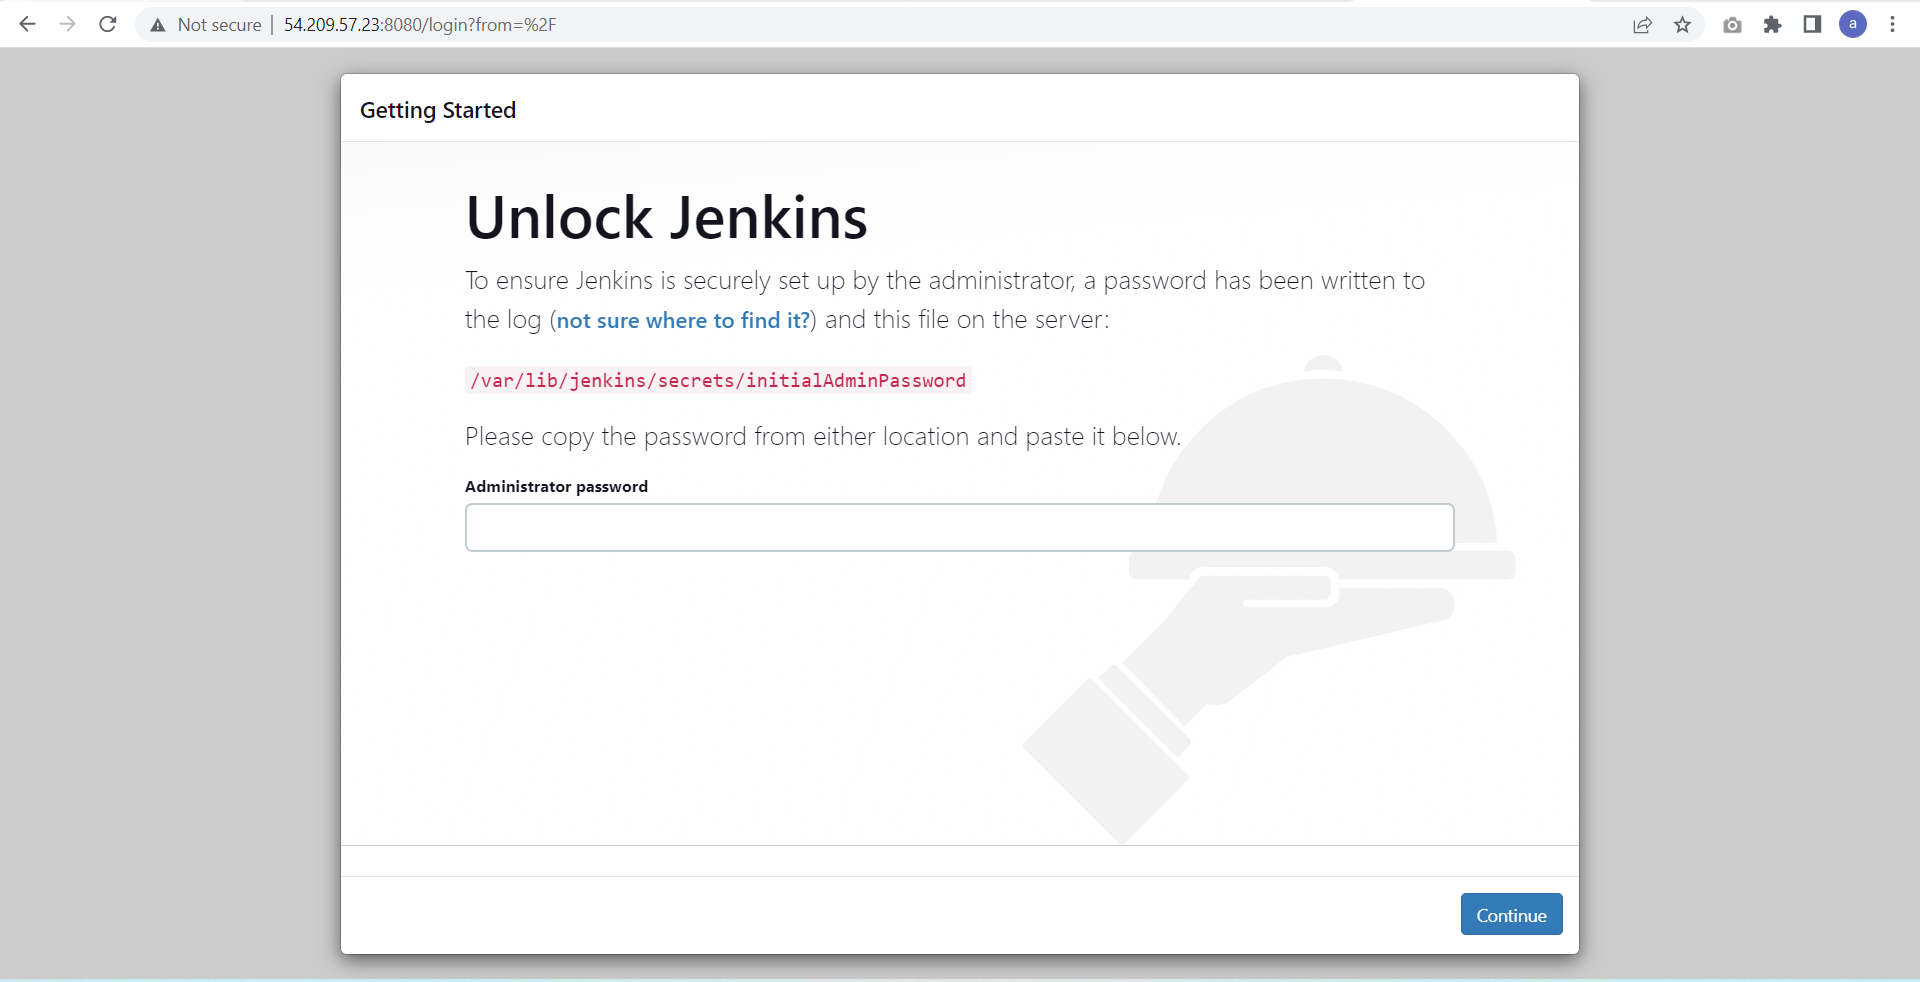 Not secure | 54.209.57.23:8080/login?from=%2F
a
Getting Started
Unlock Jenkins
To ensure Jenkins is securely set up by the administrator, a password has been written to
the log (not sure where to find it?) and this file on the server:
/var/lib/jenkins/secrets/initialAdminPassword
Please copy the password from either location and paste it below.
Administrator password
Continue